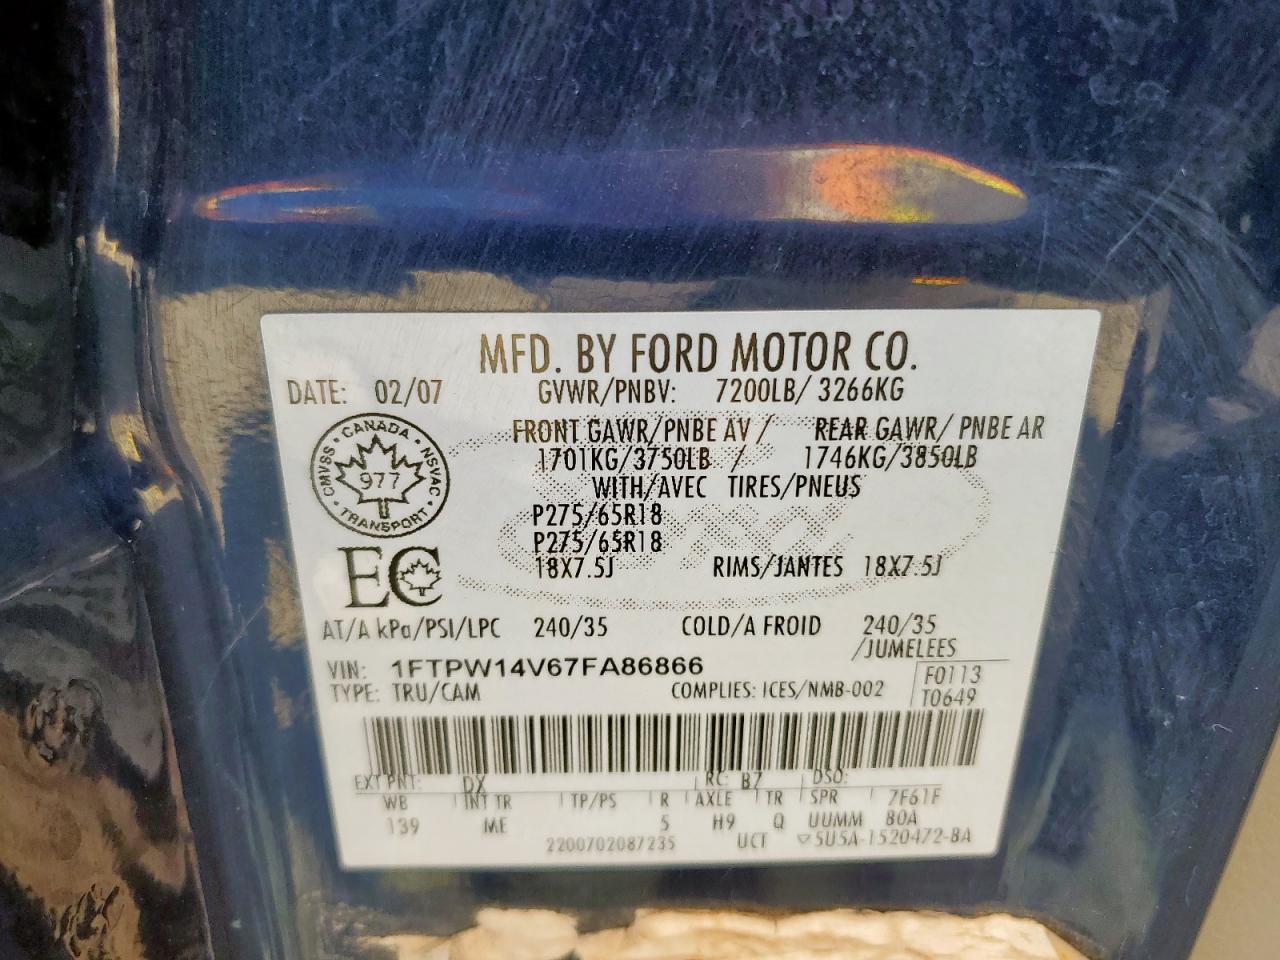 MFD. BY FORD MOTOR CO.
DATE: 02/07 GVWR/PNBV: 7200LB/ 3266KG
FRONT GAWR/PNBE AV / REAR GAWR/ PNBE AR
1701KG/3750LB / 1746KG/3850LB
WITH/AVEC TIRES/PNEUS
P275/65R18
P275/65R18
18X7.5J RIMS/JANTES 18X7.5J
CANADA
CMVSS NSVAC
977
TRANSPORT
EC
AT/A kPa/PSI/LPC 240/35 COLD/A FROID 240/35
/JUMELEES
VIN: 1FTPW14V67FA86866 F0113
TYPE: TRU/CAM COMPLIES: ICES/NMB-002 T0649
EXT PNT: DX RC: B7 DSO:
WB INT TR TP/PS R AXLE TR SPR 7F61F
139 ME 5 H9 Q UUMM 80A
2200702087235 UCT ▽5U5A-1520472-BA